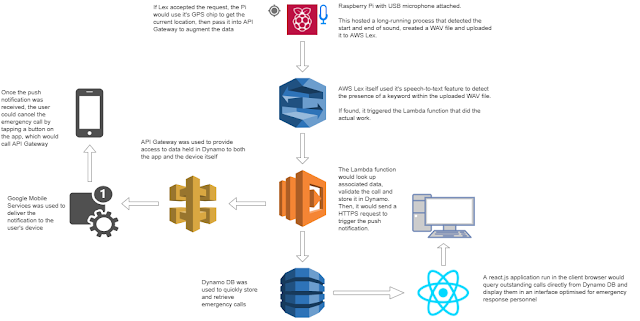 If Lex accepted the request, the Pi
would use it's GPS chip to get the
current location, then pass it into API
Gateway to augment the data
Raspberry Pi with USB microphone attached.
This hosted a long-running process that detected the
start and end of sound, created a WAV file and uploaded
it to AWS Lex.
AWS Lex itself used it's speech-to-text feature to detect
the presence of a keyword within the uploaded WAV file.
If found, it triggered the Lambda function that did the
actual work.
Once the push
notification was
received, the user
could cancel the
emergency call by
tapping a button on
the app, which would
call API Gateway
API Gateway was used to provide
access to data held in Dynamo to both
the app and the device itself
The Lambda function
would look up
associated data,
validate the call and
store it in Dynamo.
Then, it would send a
HTTPS request to
trigger the push
notification.
Google Mobile
Services was used to
deliver the
notification to the
user's device.
1
Dynamo DB was
used to quickly store
and retrieve
emergency calls
A react.js application run in the client browser would
query outstanding calls directly from Dynamo DB and
display them in an interface optimised for emergency
response personnel